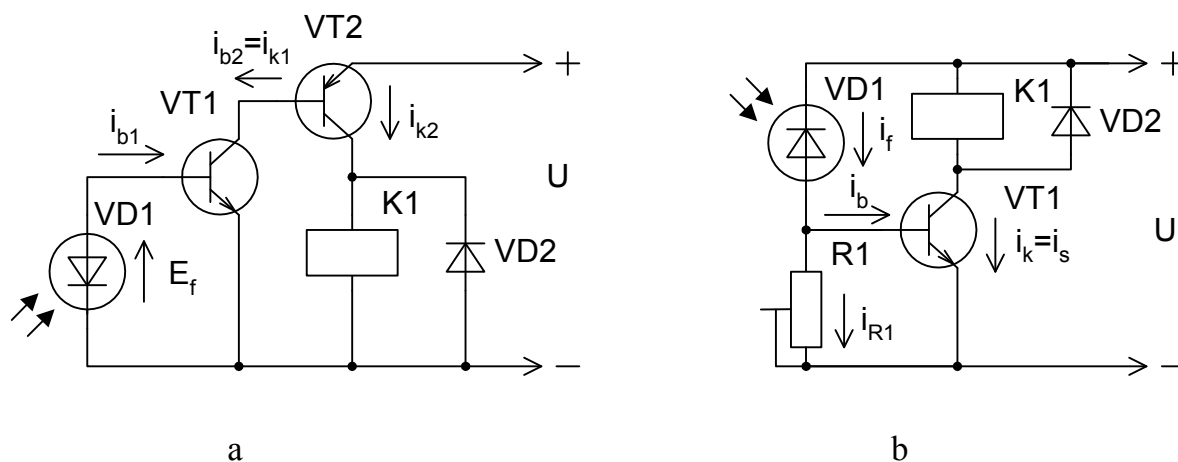 VT2
i_b2=i_k1
+
VT1
i_k2
i_b1
U
VD1
K1
E_f
VD2
−
a
+
VD1
K1
i_f
VD2
i_b
VT1
R1
i_k=i_s
U
i_R1
−
b